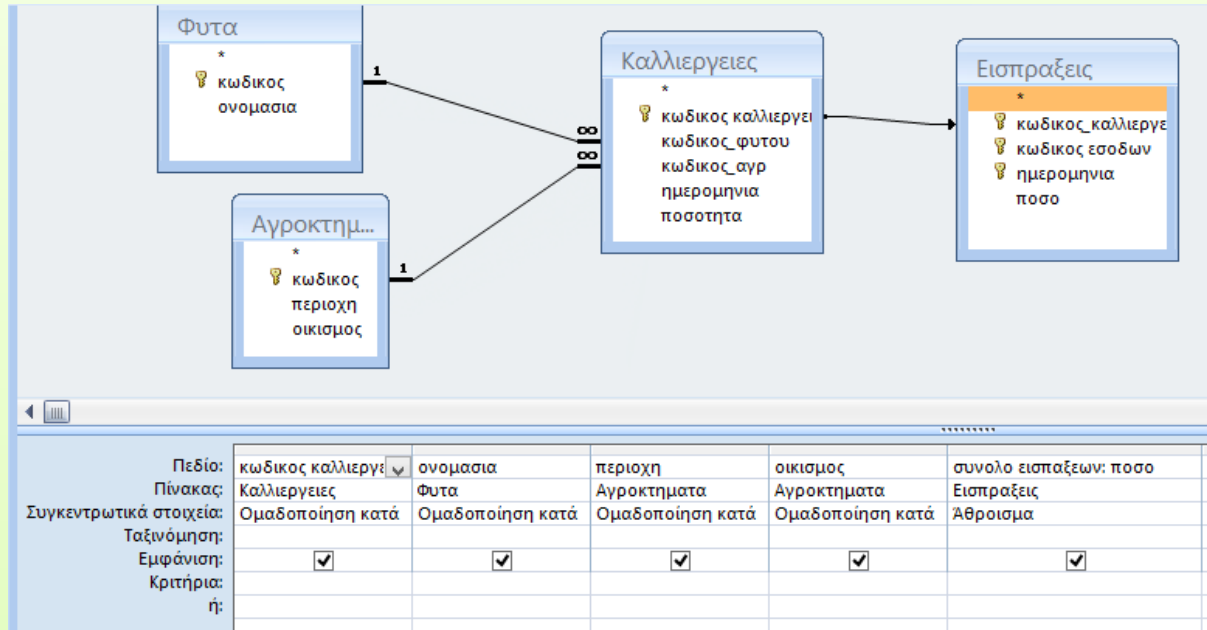 Φυτα
*
κωδικος
ονομασια
1
Αγροκτημ...
*
κωδικος
περιοχη
οικισμος
1
∞
∞
Καλλιεργειες
*
κωδικος καλλιεργει
κωδικος_φυτου
κωδικος_αγρ
ημερομηνια
ποσοτητα
Εισπραξεις
*
κωδικος_καλλιεργε
κωδικος εσοδων
ημερομηνια
ποσο
Πεδίο: κωδικος καλλιεργε ονομασια περιοχη οικισμος συνολο εισπαξεων: ποσο
Πίνακας: Καλλιεργειες Φυτα Αγροκτηματα Αγροκτηματα Εισπραξεις
Συγκεντρωτικά στοιχεία: Ομαδοποίηση κατά Ομαδοποίηση κατά Ομαδοποίηση κατά Ομαδοποίηση κατά Άθροισμα
Ταξινόμηση:
Εμφάνιση:
Κριτήρια:
ή: